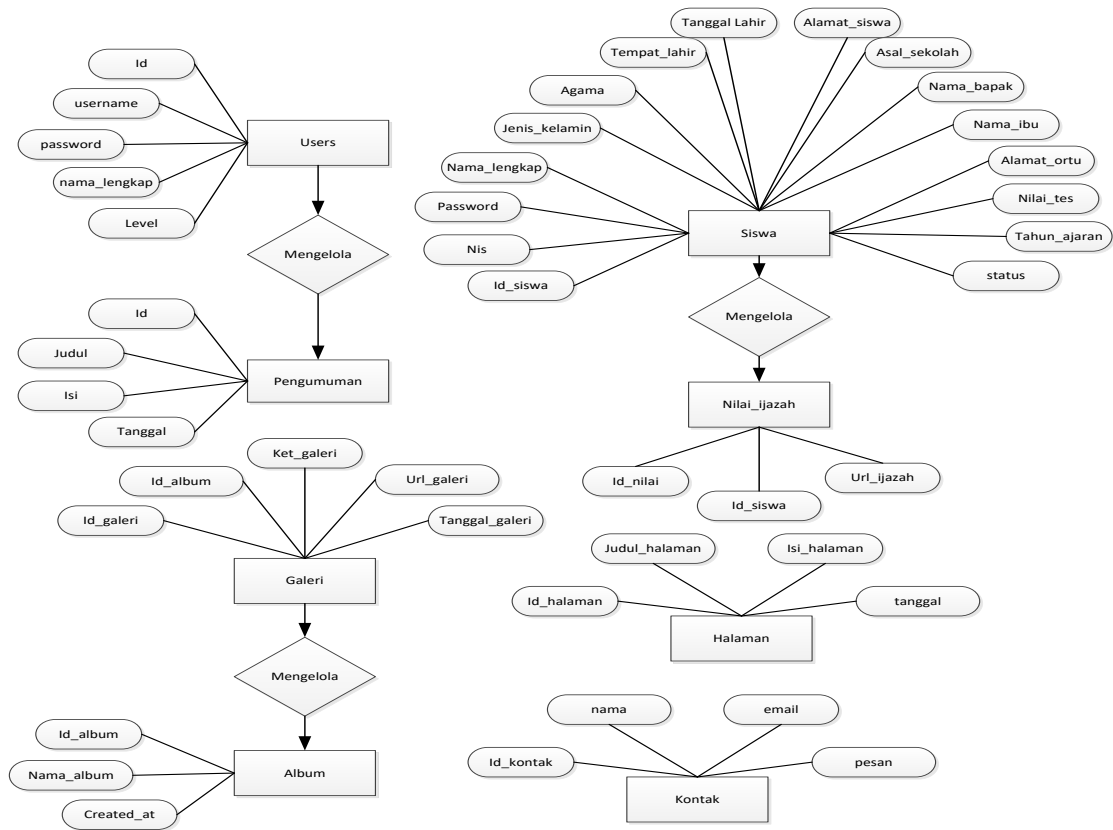 Id
username
password
nama_lengkap
Level
Users
Mengelola
Id
Judul
Isi
Tanggal
Pengumuman
Ket_galeri
Id_album
Url_galeri
Id_galeri
Tanggal_galeri
Galeri
Mengelola
Id_album
Nama_album
Created_at
Album
Tanggal Lahir
Alamat_siswa
Tempat_lahir
Asal_sekolah
Agama
Nama_bapak
Jenis_kelamin
Nama_ibu
Nama_lengkap
Alamat_ortu
Password
Nilai_tes
Nis
Siswa
Tahun_ajaran
Id_siswa
status
Mengelola
Nilai_ijazah
Id_nilai
Id_siswa
Url_ijazah
Judul_halaman
Isi_halaman
Id_halaman
tanggal
Halaman
nama
email
Id_kontak
pesan
Kontak